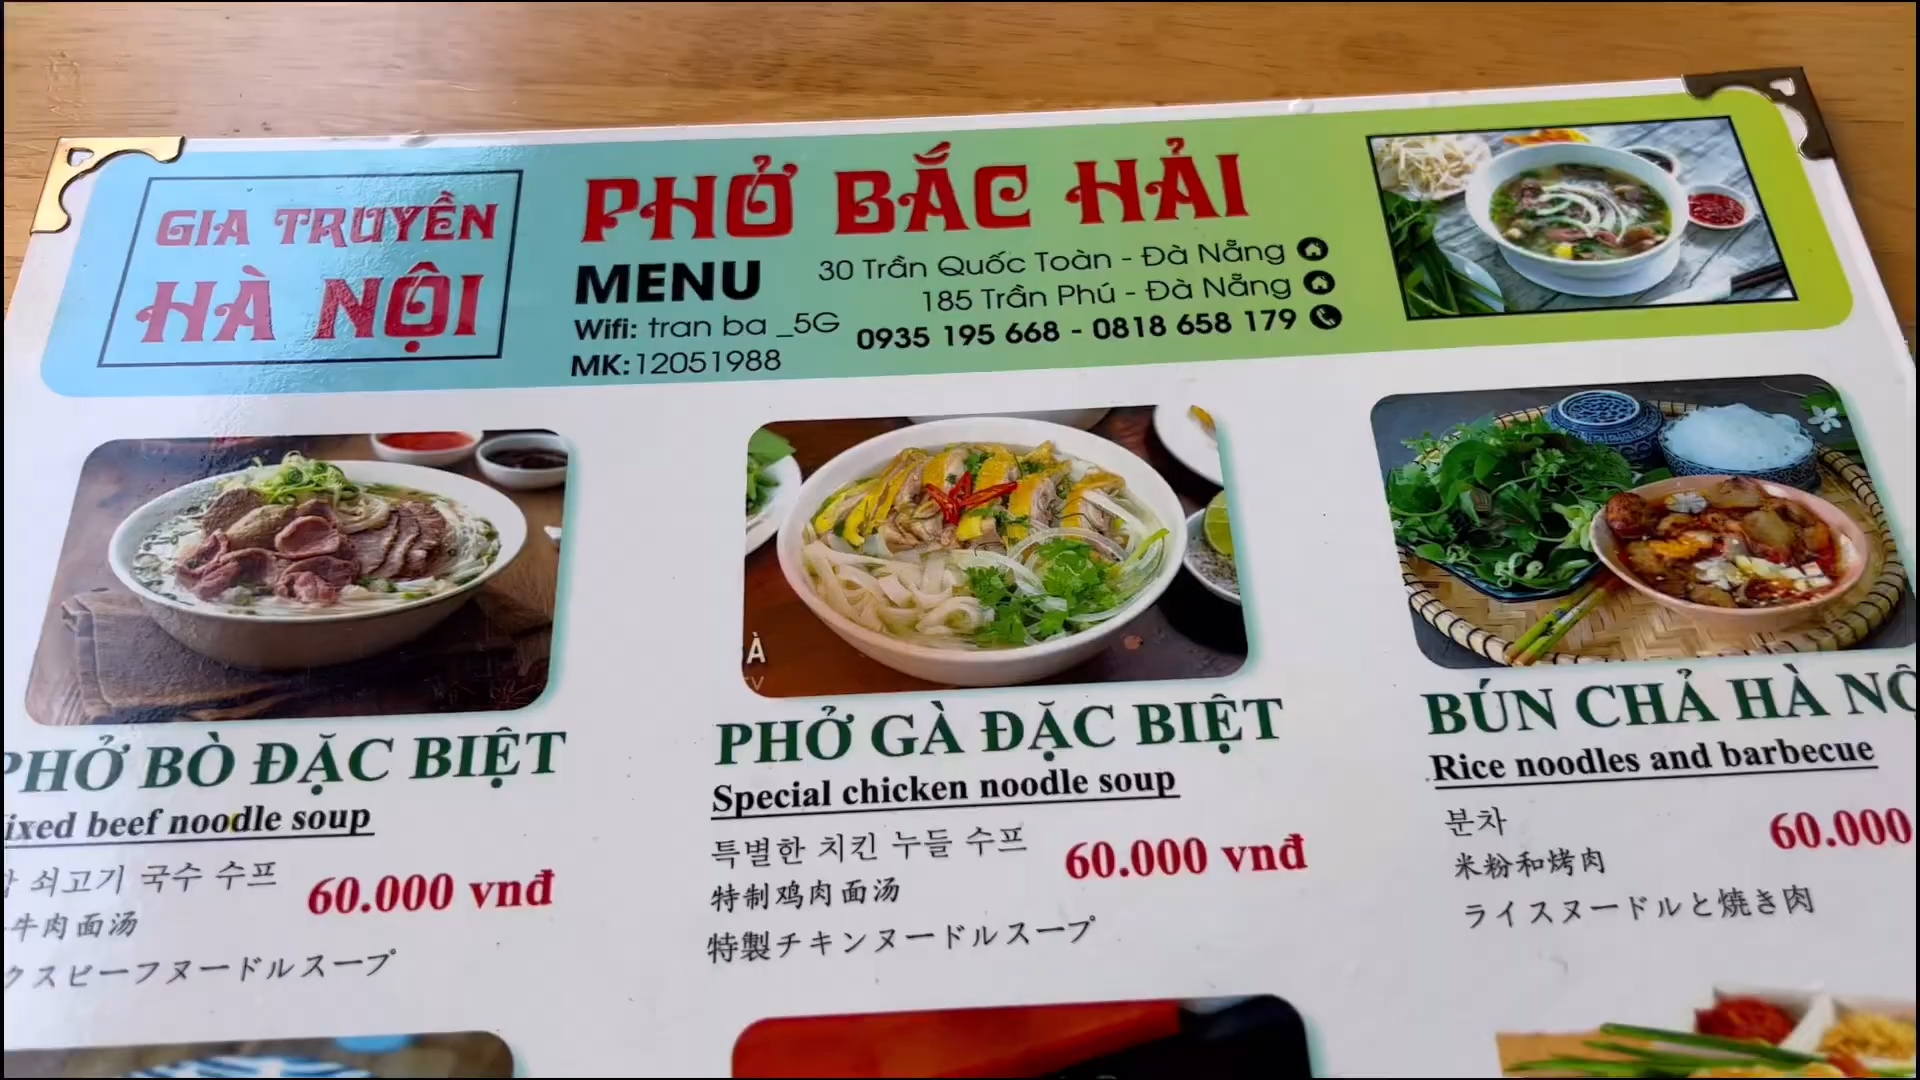 GIA TRUYỀN
HÀ NỘI
PHỞ BẮC HẢI
MENU
30 Trần Quốc Toàn - Đà Nẵng
185 Trần Phú - Đà Nẵng
Wifi: tran ba _5G
0935 195 668 - 0818 658 179
MK:12051988
PHỞ BÒ ĐẶC BIỆT
ixed beef noodle soup
쇠고기 국수 수프
60.000 vnđ
牛肉面汤
クスビーフヌードルスープ
PHỞ GÀ ĐẶC BIỆT
Special chicken noodle soup
특별한 치킨 누들 수프
60.000 vnđ
特制鸡肉面汤
特製チキンヌードルスープ
BÚN CHẢ HÀ NỘ
Rice noodles and barbecue
분차
60.000
米粉和烤肉
ライスヌードルと焼き肉